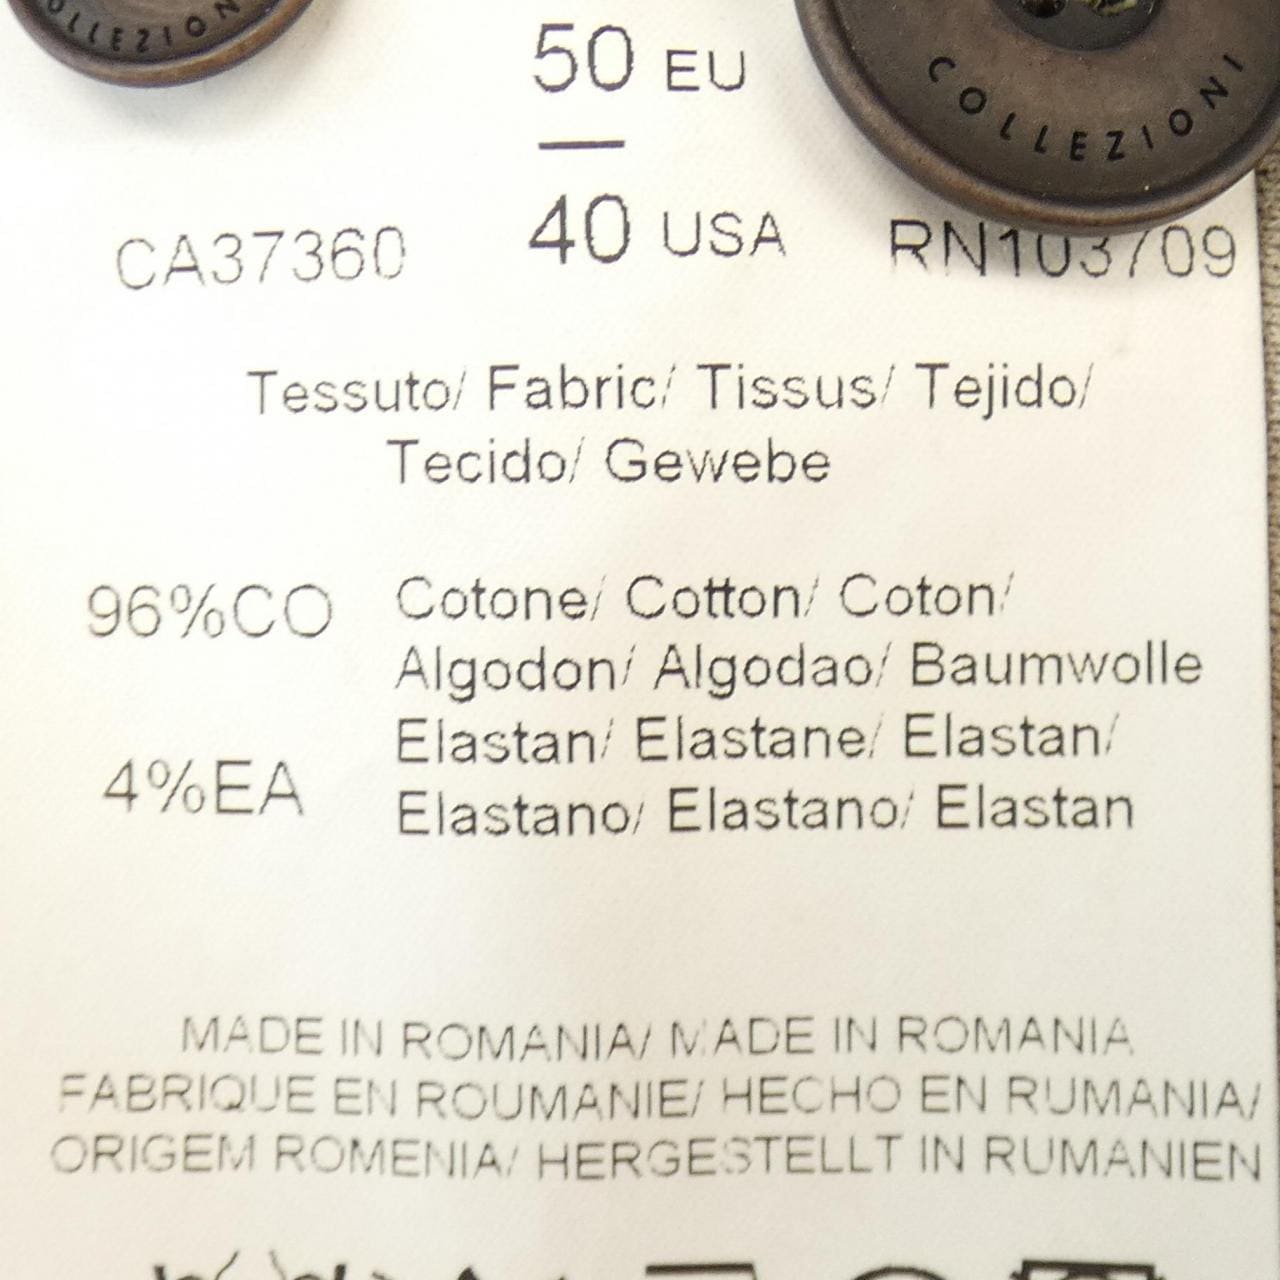 COLLEZIONI
COLLEZIONI
50 EU
40 USA
CA37360
RN103709
Tessuto/ Fabric/ Tissus/ Tejido/
Tecido/ Gewebe
96%CO
Cotone/ Cotton/ Coton/
Algodon/ Algodao/ Baumwolle
4%EA
Elastan/ Elastane/ Elastan/
Elastano/ Elastano/ Elastan
MADE IN ROMANIA/ MADE IN ROMANIA
FABRIQUE EN ROUMANIE/ HECHO EN RUMANIA/
ORIGEM ROMENIA/ HERGESTELLT IN RUMANIEN